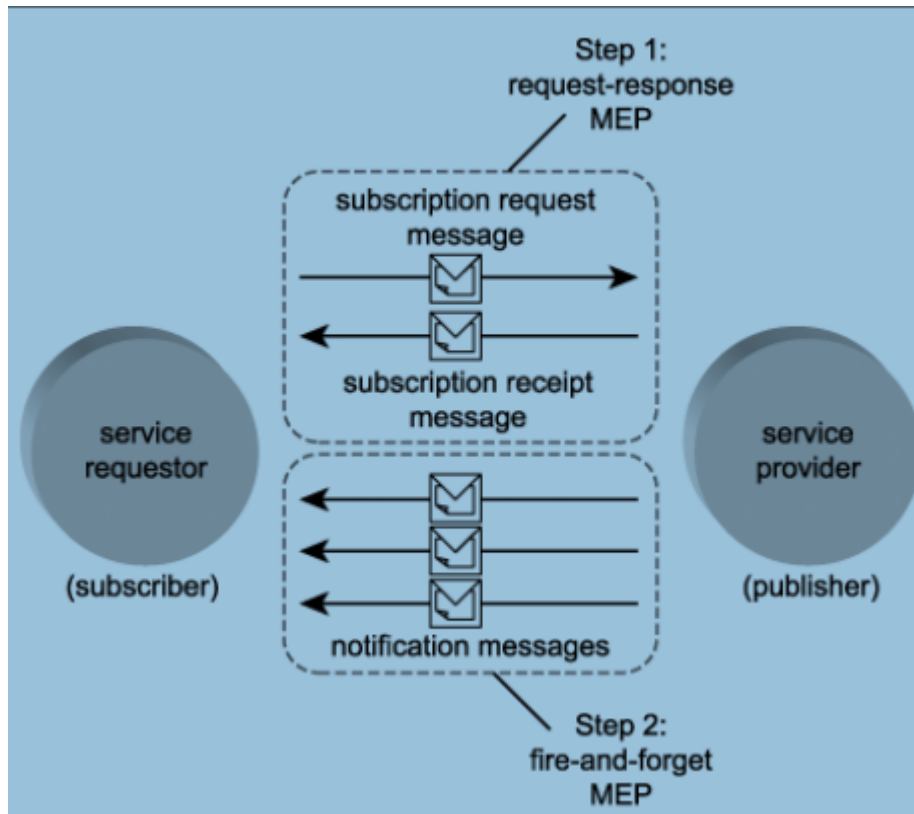 Step 1:
request-response
MEP
subscription request
message
subscription receipt
message
service
requestor
(subscriber)
service
provider
(publisher)
notification messages
Step 2:
fire-and-forget
MEP